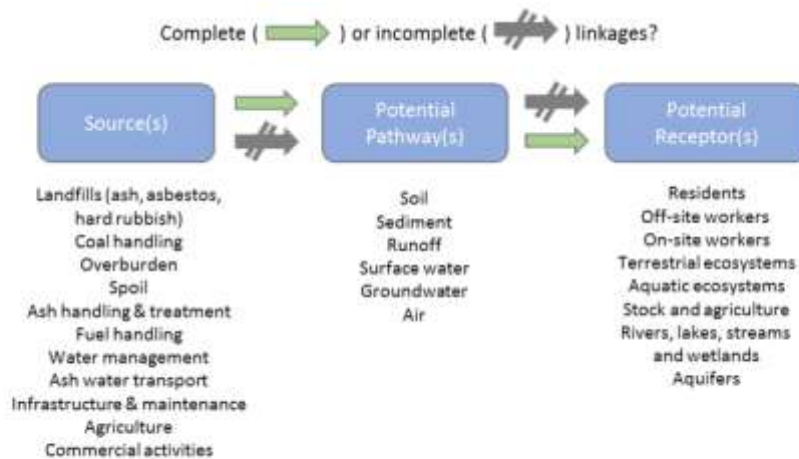 Complete ( ) or incomplete ( ) linkages?
Source(s)
Potential
Pathway(s)
Potential
Receptor(s)
Landfills (ash, asbestos,
hard rubbish)
Coal handling
Overburden
Spoil
Ash handling & treatment
Fuel handling
Water management
Ash water transport
Infrastructure & maintenance
Agriculture
Commercial activities
Soil
Sediment
Runoff
Surface water
Groundwater
Air
Residents
Off-site workers
On-site workers
Terrestrial ecosystems
Aquatic ecosystems
Stock and agriculture
Rivers, lakes, streams
and wetlands
Aquifers